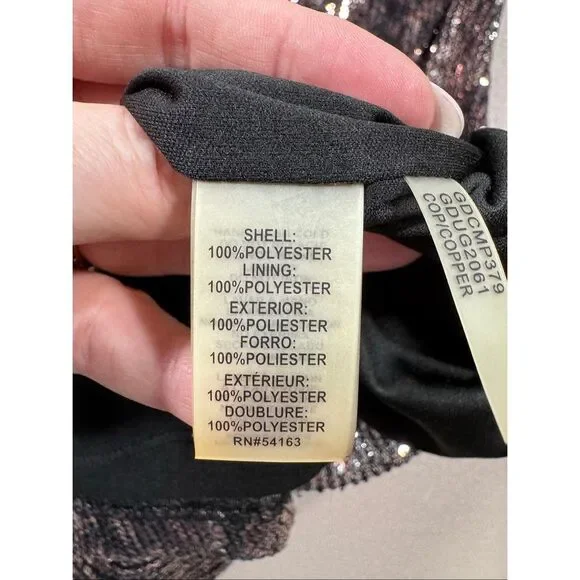 SHELL:
100%POLYESTER
LINING:
100%POLYESTER
EXTERIOR:
100%POLIESTER
FORRO:
100%POLIESTER
EXTÉRIEUR:
100%POLYESTER
DOUBLURE:
100%POLYESTER
RN#54163
GDCMP379
GDUG2061
COP/COPPER